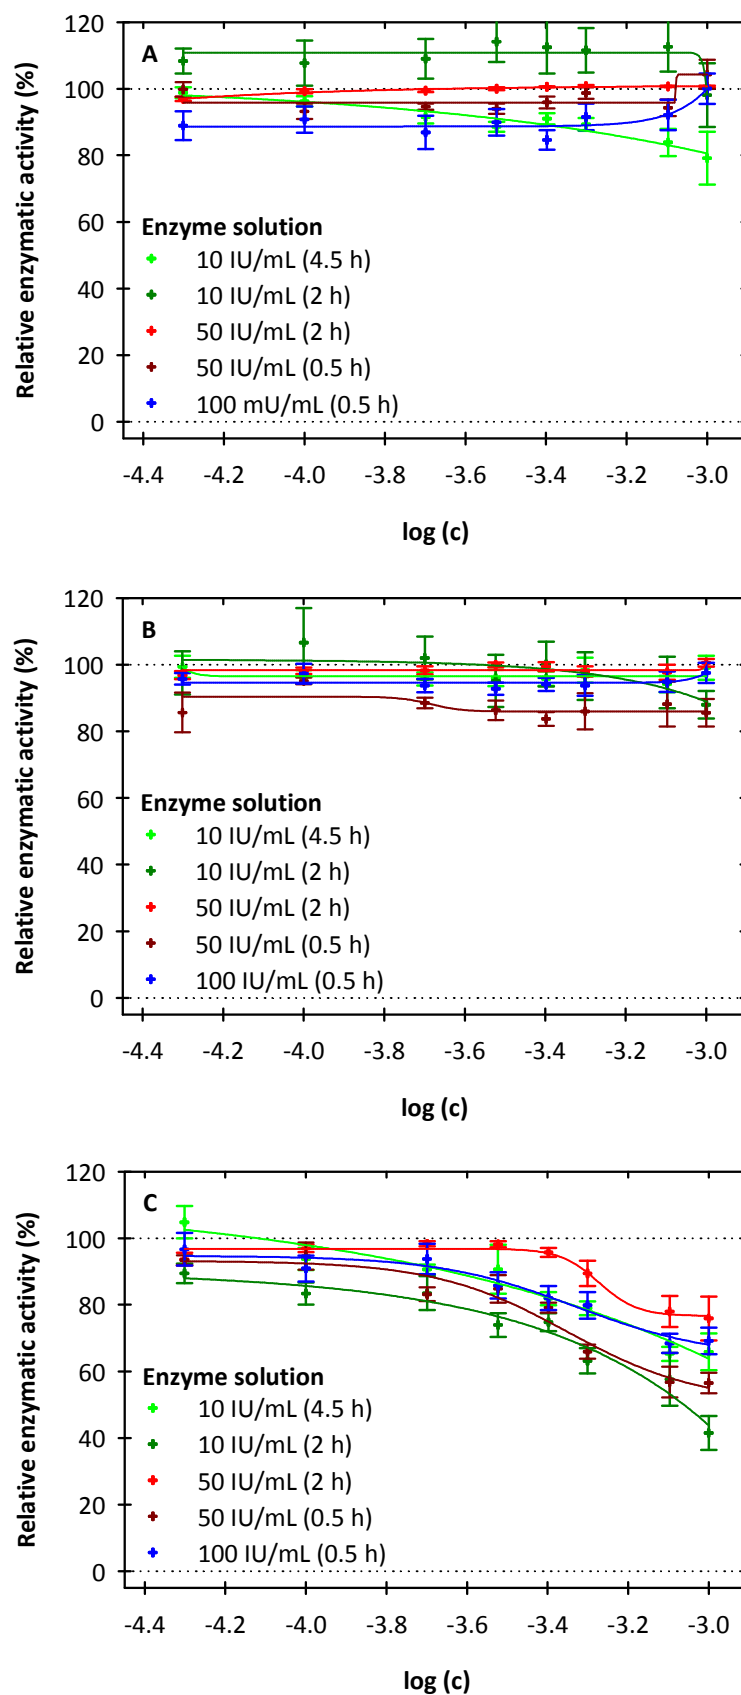 120
A
100
80
60
40
20
0
Relative enzymatic activity (%)
Enzyme solution
10 IU/mL (4.5 h)
10 IU/mL (2 h)
50 IU/mL (2 h)
50 IU/mL (0.5 h)
100 mU/mL (0.5 h)
-4.4 -4.2 -4.0 -3.8 -3.6 -3.4 -3.2 -3.0
log (c)
120
B
100
80
60
40
20
0
Relative enzymatic activity (%)
Enzyme solution
10 IU/mL (4.5 h)
10 IU/mL (2 h)
50 IU/mL (2 h)
50 IU/mL (0.5 h)
100 IU/mL (0.5 h)
-4.4 -4.2 -4.0 -3.8 -3.6 -3.4 -3.2 -3.0
log (c)
120
C
100
80
60
40
20
0
Relative enzymatic activity (%)
Enzyme solution
10 IU/mL (4.5 h)
10 IU/mL (2 h)
50 IU/mL (2 h)
50 IU/mL (0.5 h)
100 IU/mL (0.5 h)
-4.4 -4.2 -4.0 -3.8 -3.6 -3.4 -3.2 -3.0
log (c)